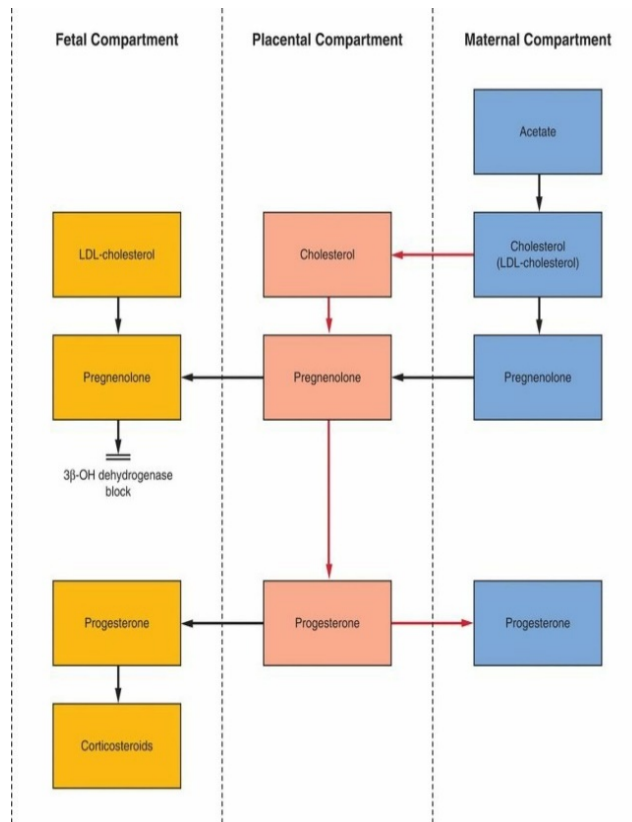 Fetal Compartment
Placental Compartment
Maternal Compartment
Acetate
LDL-cholesterol
Cholesterol
Cholesterol
(LDL-cholesterol)
Pregnenolone
Pregnenolone
Pregnenolone
3β-OH dehydrogenase
block
Progesterone
Progesterone
Progesterone
Corticosteroids